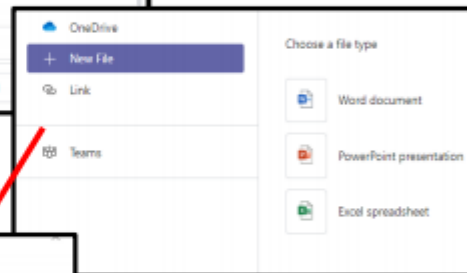 OneDrive
+ New File
Link
Teams
Choose a file type
Word document
PowerPoint presentation
Excel spreadsheet